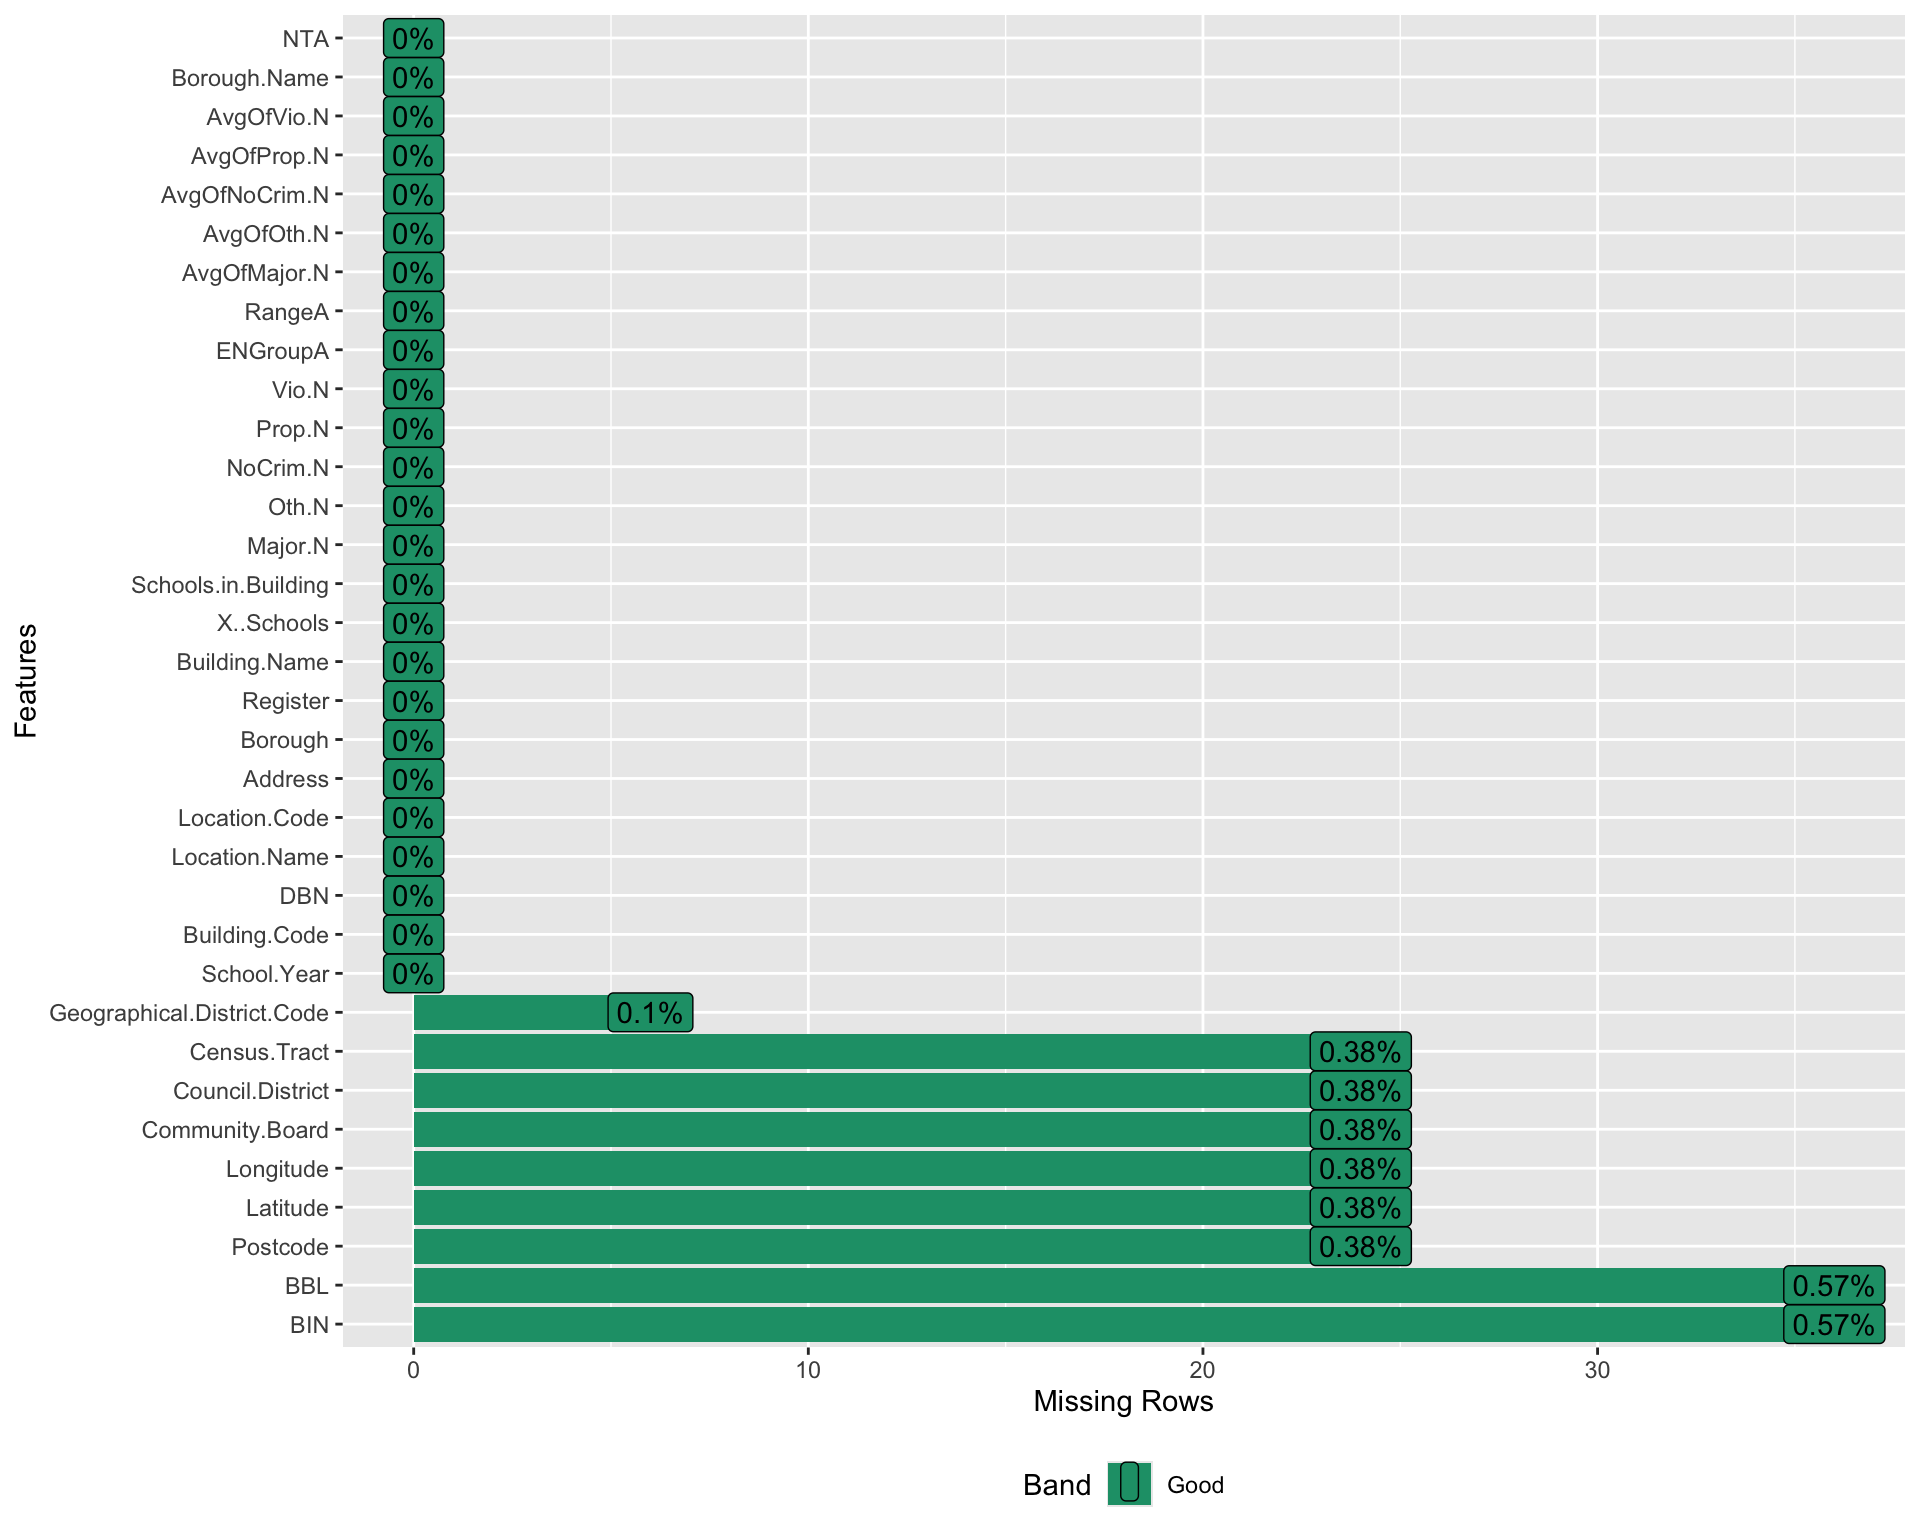 NTA 0%
Borough.Name 0%
AvgOfVio.N 0%
AvgOfProp.N 0%
AvgOfNoCrim.N 0%
AvgOfOth.N 0%
AvgOfMajor.N 0%
RangeA 0%
ENGroupA 0%
Vio.N 0%
Prop.N 0%
NoCrim.N 0%
Oth.N 0%
Major.N 0%
Schools.in.Building 0%
X..Schools 0%
Building.Name 0%
Register 0%
Borough 0%
Address 0%
Location.Code 0%
Location.Name 0%
DBN 0%
Building.Code 0%
School.Year 0%
Geographical.District.Code 0.1%
Census.Tract 0.38%
Council.District 0.38%
Community.Board 0.38%
Longitude 0.38%
Latitude 0.38%
Postcode 0.38%
BBL 0.57%
BIN 0.57%
Features
0 10 20 30
Missing Rows
Band Good